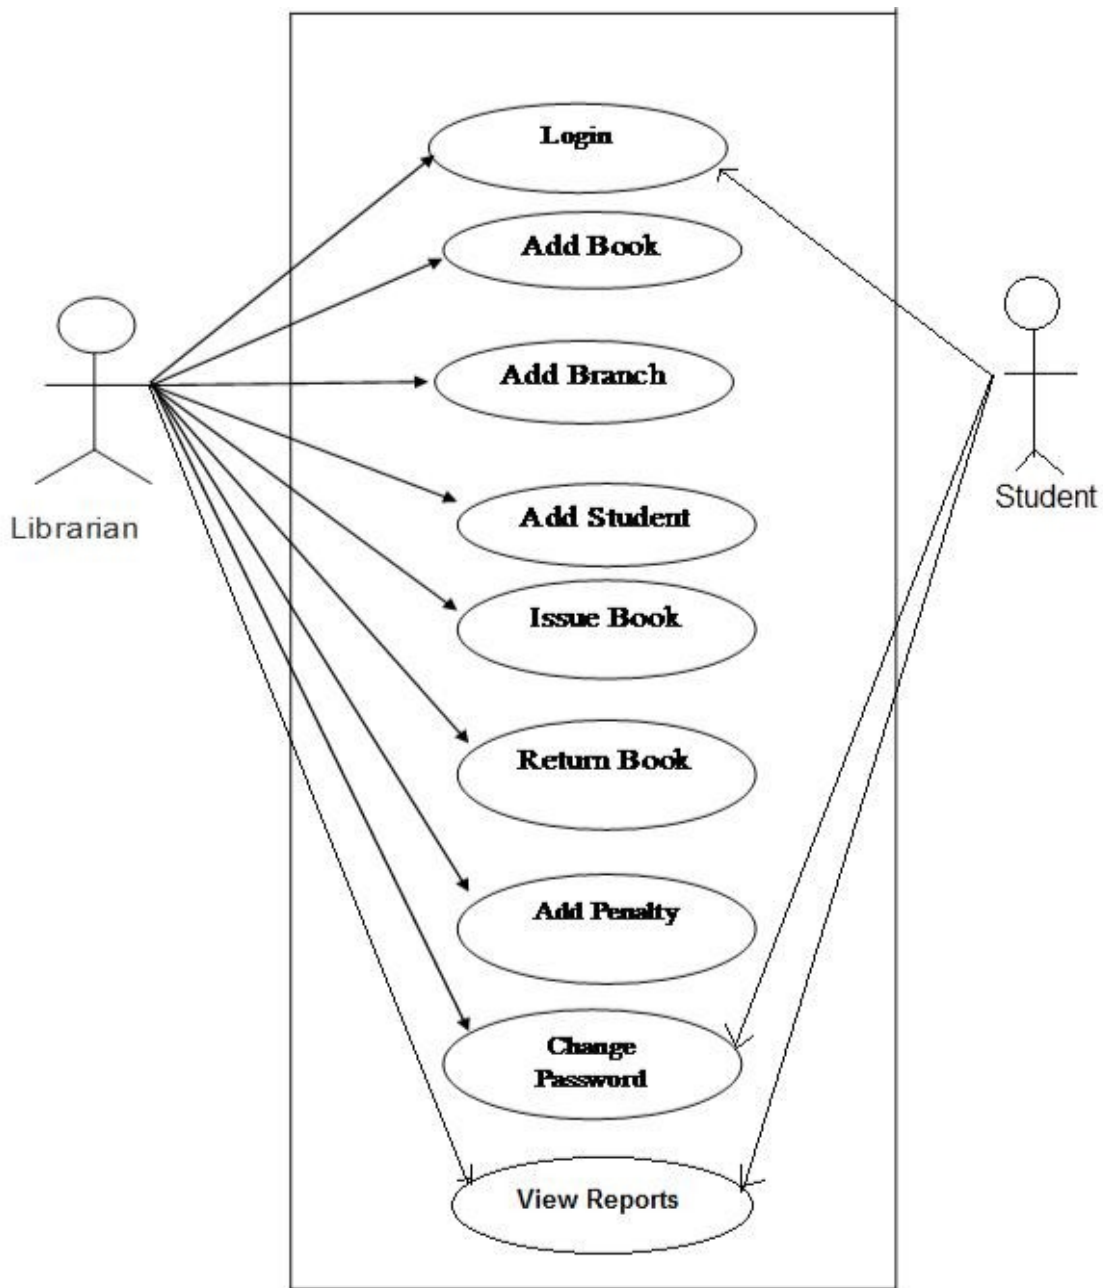 Login
Add Book
Add Branch
Add Student
Librarian
Student
Issue Book
Return Book
Add Penalty
Change
Password
View Reports